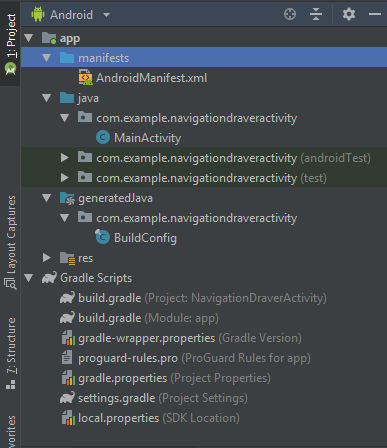 Android
1: Project
app
manifests
AndroidManifest.xml
java
com.example.navigationdraveractivity
MainActivity
com.example.navigationdraveractivity (androidTest)
com.example.navigationdraveractivity (test)
generatedJava
com.example.navigationdraveractivity
BuildConfig
res
Layout Captures
Gradle Scripts
build.gradle (Project: NavigationDraverActivity)
build.gradle (Module: app)
gradle-wrapper.properties (Gradle Version)
proguard-rules.pro (ProGuard Rules for app)
gradle.properties (Project Properties)
settings.gradle (Project Settings)
local.properties (SDK Location)
7: Structure
vorites